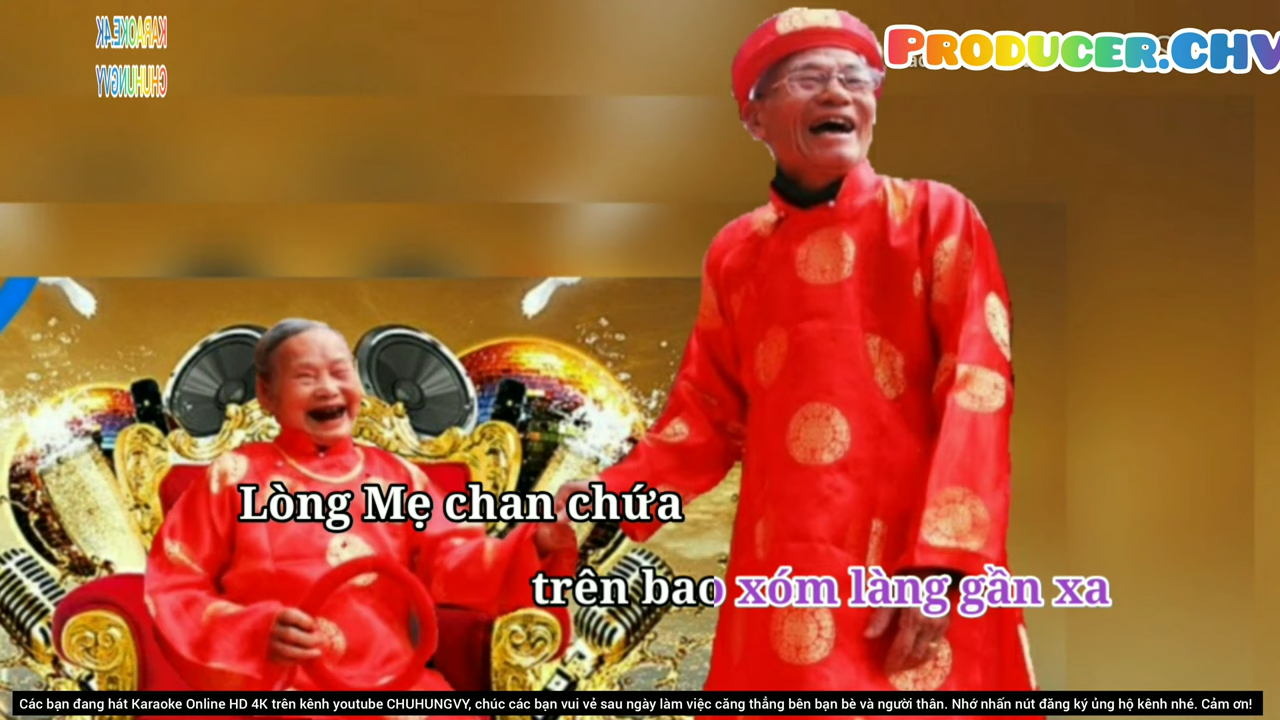 KARAOKE4K
CHUHUNGVY
PRODUCER.CHV
Lòng Mẹ chan chứa
trên bao xóm làng gần xa
Các bạn đang hát Karaoke Online HD 4K trên kênh youtube CHUHUNGVY, chúc các bạn vui vẻ sau ngày làm việc căng thẳng bên bạn bè và người thân. Nhớ nhấn nút đăng ký ủng hộ kênh nhé. Cảm ơn!